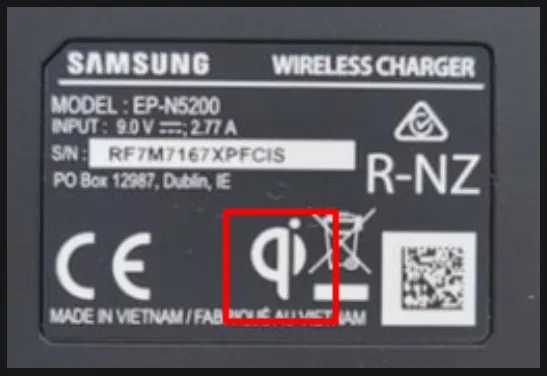 SAMSUNG WIRELESS CHARGER
MODEL : EP-N5200
INPUT : 9.0 V ⎓; 2.77 A
S/N : RF7M7167XPFCIS
PO Box 12987, Dublin, IE
R-NZ
CE
qi
MADE IN VIETNAM / FABRIQUÉ AU VIETNAM